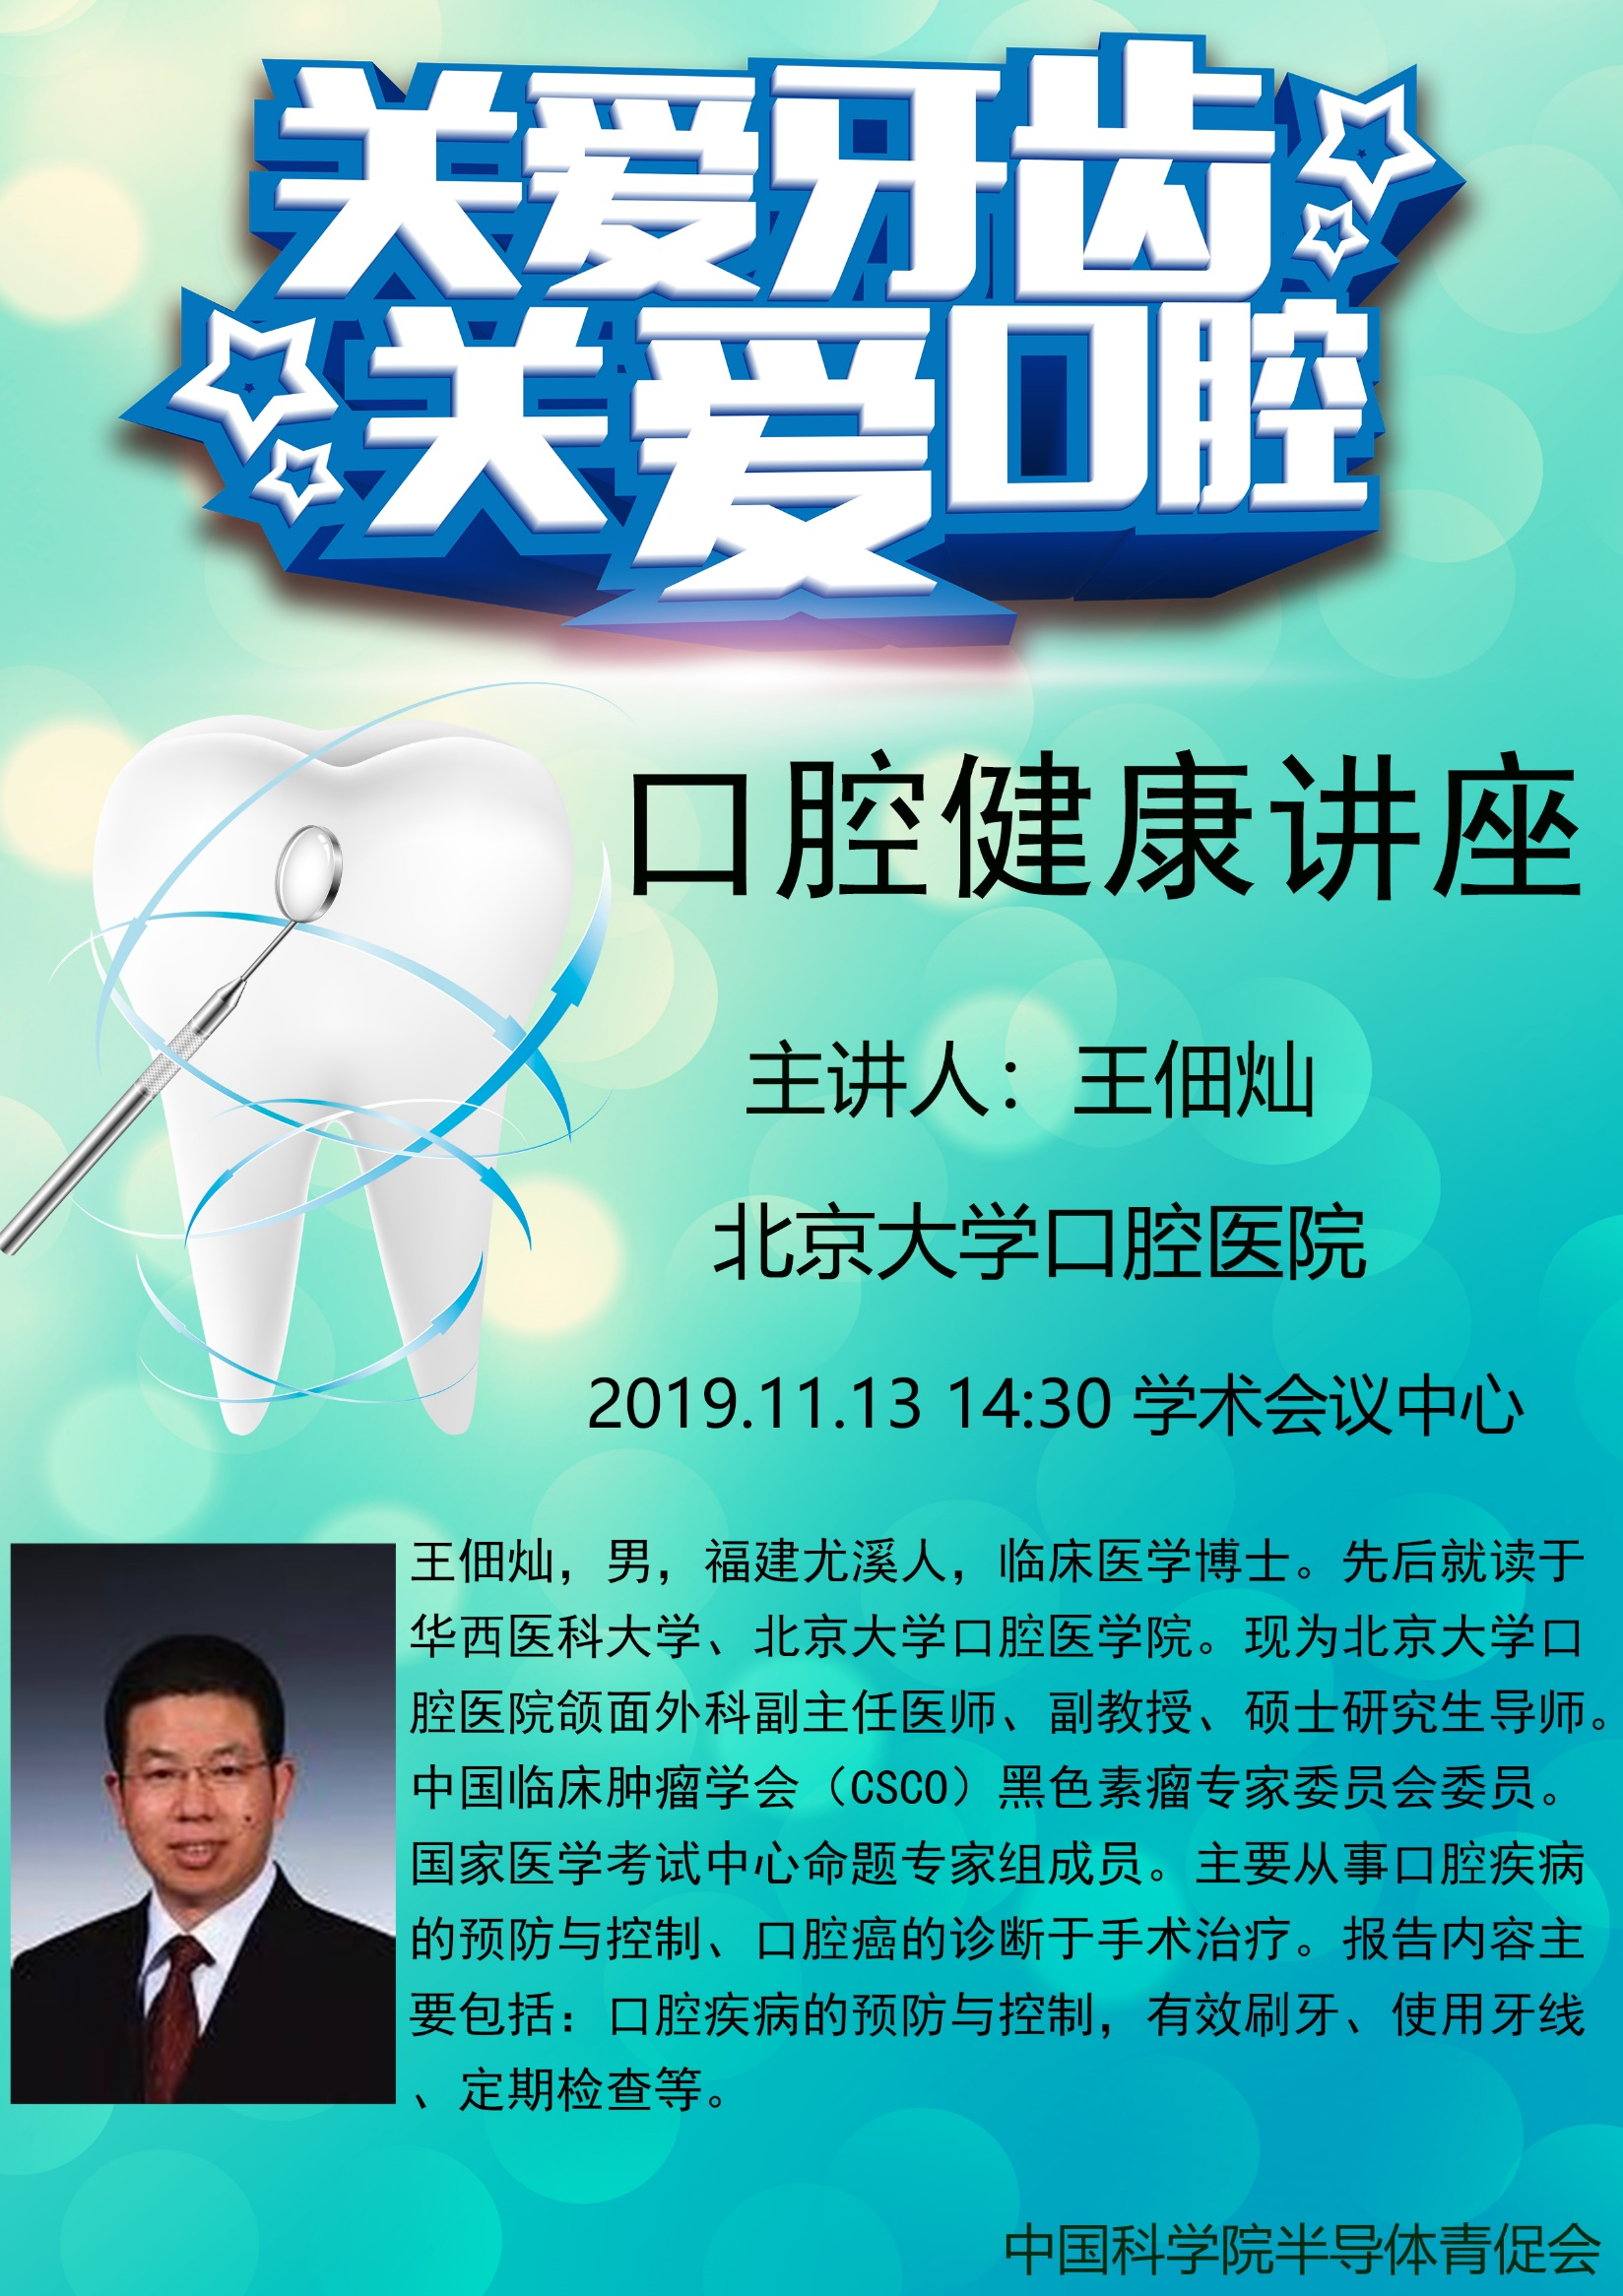 关爱牙齿
关爱口腔
口腔健康讲座
主讲人：王佃灿
北京大学口腔医院
2019.11.13 14:30 学术会议中心
王佃灿，男，福建尤溪人，临床医学博士。先后就读于
华西医科大学、北京大学口腔医学院。现为北京大学口
腔医院颌面外科副主任医师、副教授、硕士研究生导师。
中国临床肿瘤学会（CSCO）黑色素瘤专家委员会委员。
国家医学考试中心命题专家组成员。主要从事口腔疾病
的预防与控制、口腔癌的诊断于手术治疗。报告内容主
要包括：口腔疾病的预防与控制，有效刷牙、使用牙线
、定期检查等。
中国科学院半导体青促会